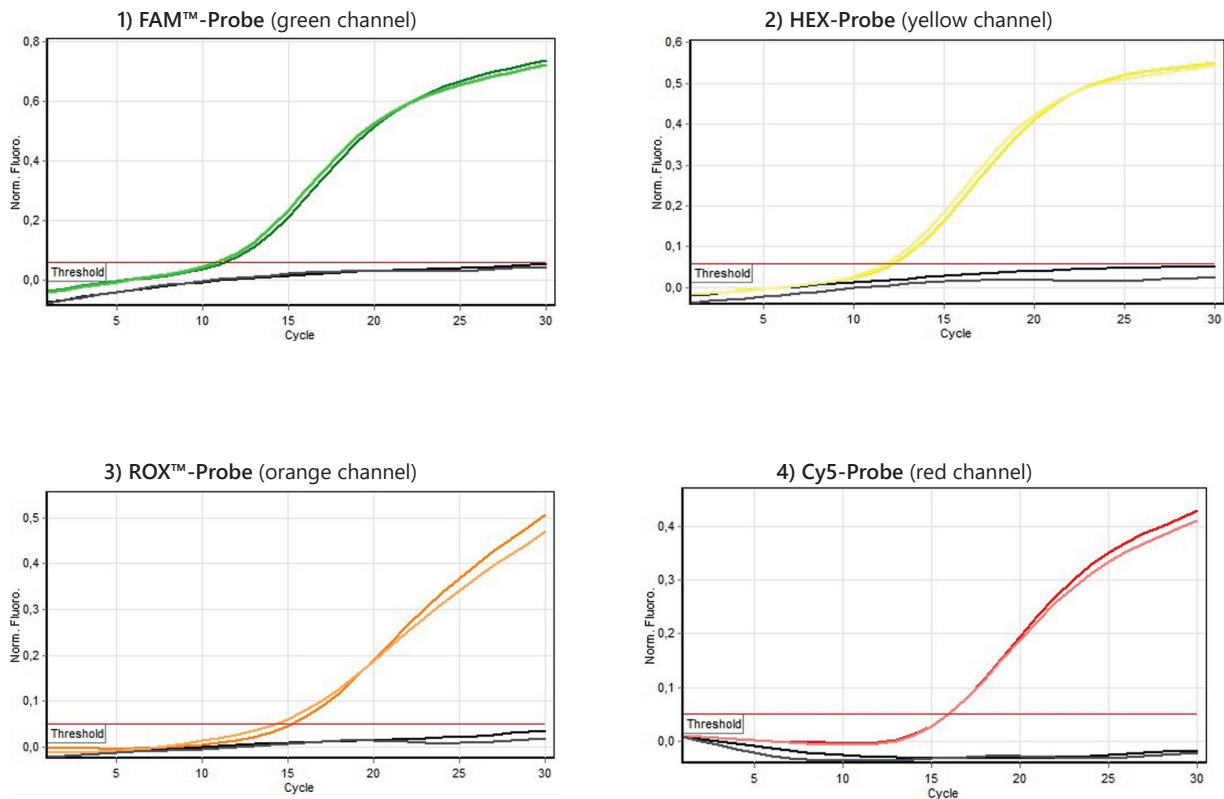 1) FAM™-Probe (green channel)
0,8
0,6
0,4
0,2
0,0
Norm. Fluoro.
Threshold
5 10 15 20 25 30
Cycle
2) HEX-Probe (yellow channel)
0,6
0,5
0,4
0,3
0,2
0,1
0,0
Norm. Fluoro.
Threshold
5 10 15 20 25 30
Cycle
3) ROX™-Probe (orange channel)
0,5
0,4
0,3
0,2
0,1
0,0
Norm. Fluoro.
Threshold
5 10 15 20 25 30
Cycle
4) Cy5-Probe (red channel)
0,4
0,3
0,2
0,1
0,0
Norm. Fluoro.
Threshold
5 10 15 20 25 30
Cycle